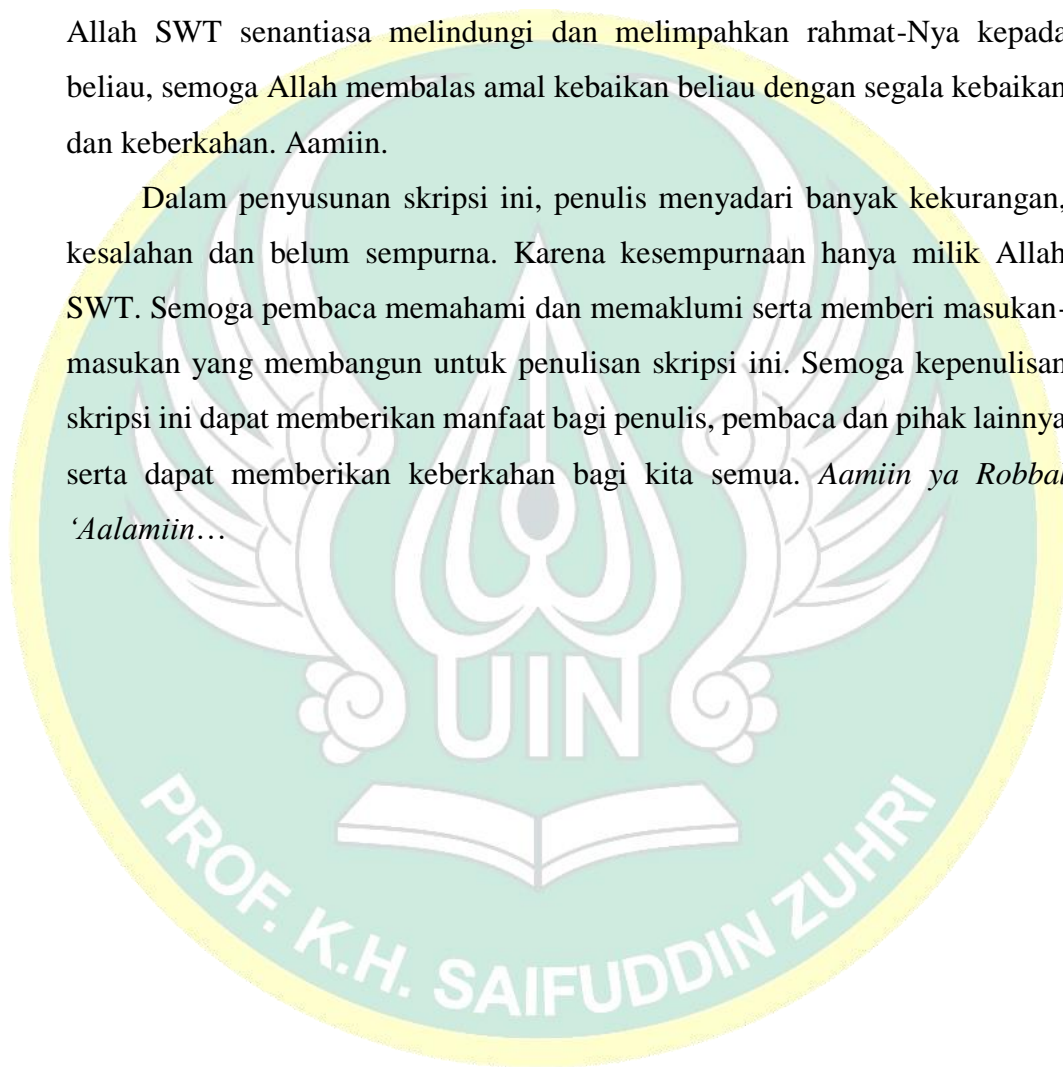 Allah SWT senantiasa melindungi dan melimpahkan rahmat-Nya kepada
beliau, semoga Allah membalas amal kebaikan beliau dengan segala kebaikan
dan keberkahan. Aamiin.
Dalam penyusunan skripsi ini, penulis menyadari banyak kekurangan,
kesalahan dan belum sempurna. Karena kesempurnaan hanya milik Allah
SWT. Semoga pembaca memahami dan memaklumi serta memberi masukan-
masukan yang membangun untuk penulisan skripsi ini. Semoga kepenulisan
skripsi ini dapat memberikan manfaat bagi penulis, pembaca dan pihak lainnya
serta dapat memberikan keberkahan bagi kita semua. Aamiin ya Robbal
‘Aalamiin…
UIN
PROF. K.H. SAIFUDDIN ZUHRI